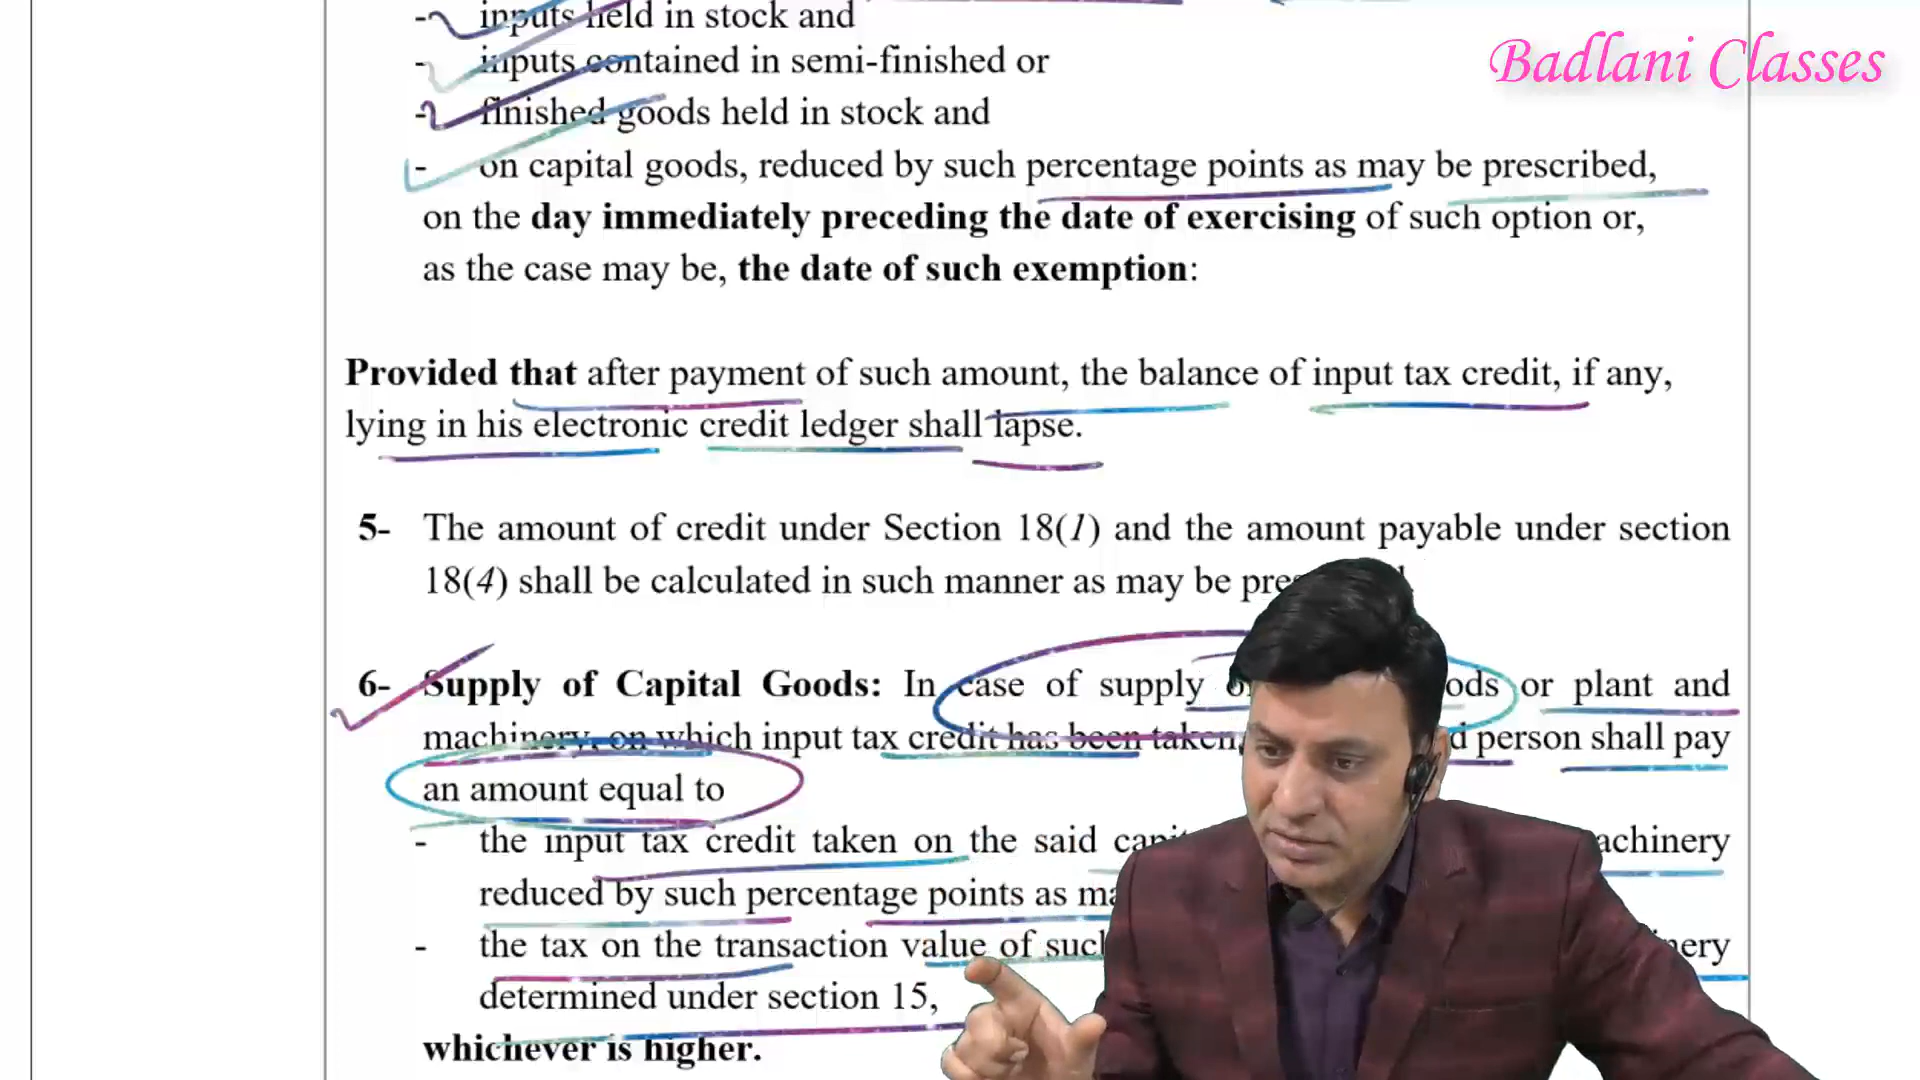 - inputs held in stock and
Badlani Classes
- inputs contained in semi-finished or
- finished goods held in stock and
- on capital goods, reduced by such percentage points as may be prescribed,
on the day immediately preceding the date of exercising of such option or,
as the case may be, the date of such exemption:
Provided that after payment of such amount, the balance of input tax credit, if any,
lying in his electronic credit ledger shall lapse.
5- The amount of credit under Section 18(1) and the amount payable under section
18(4) shall be calculated in such manner as may be
6- Supply of Capital Goods: In case of supply or plant and
machinery, on which input tax credit has been taken, person shall pay
an amount equal to
- the input tax credit taken on the said
reduced by such percentage points as
- the tax on the transaction value of
determined under section 15,
whichever is higher.